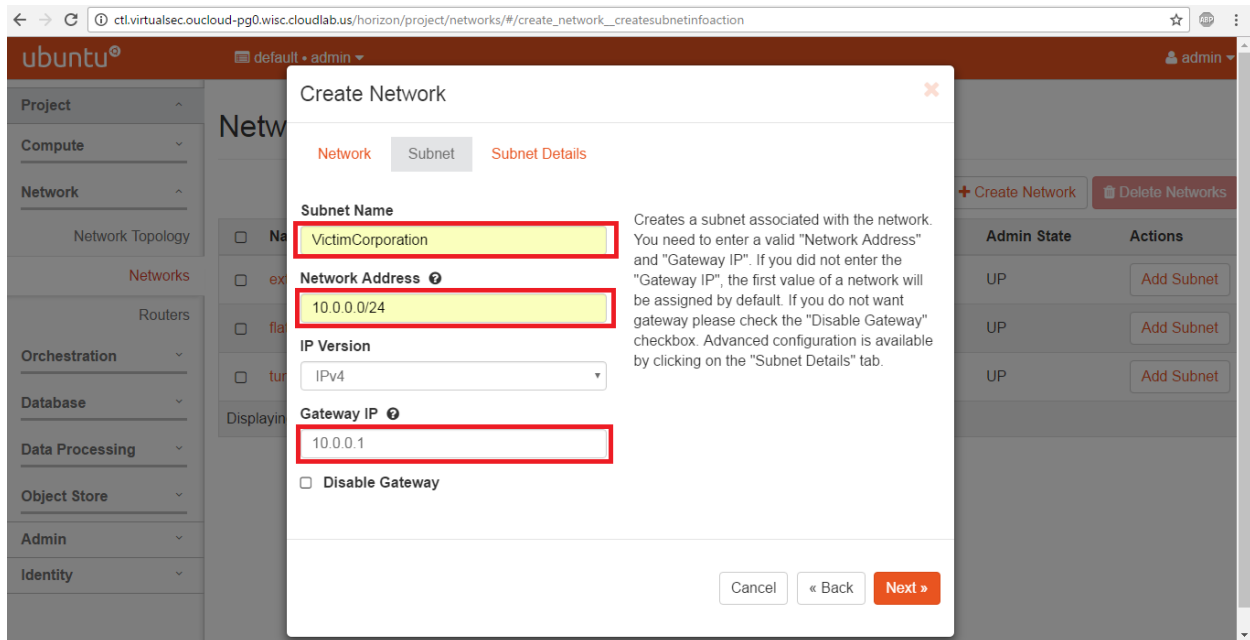 ctl.virtualsec.oucloud-pg0.wisc.cloudlab.us/horizon/project/networks/#/create_network__createsubnetinfoaction
ABP
ubuntu
default • admin
admin
Project
Compute
Network
Network Topology
Networks
Routers
Orchestration
Database
Data Processing
Object Store
Admin
Identity
Netw
+ Create Network
Delete Networks
Na
Admin State
Actions
ex
UP
Add Subnet
fla
UP
Add Subnet
tur
UP
Add Subnet
Displayin
Create Network
Network
Subnet
Subnet Details
Subnet Name
VictimCorporation
Network Address
10.0.0.0/24
IP Version
IPv4
Gateway IP
10.0.0.1
Disable Gateway
Creates a subnet associated with the network.
You need to enter a valid "Network Address"
and "Gateway IP". If you did not enter the
"Gateway IP", the first value of a network will
be assigned by default. If you do not want
gateway please check the "Disable Gateway"
checkbox. Advanced configuration is available
by clicking on the "Subnet Details" tab.
Cancel
« Back
Next »